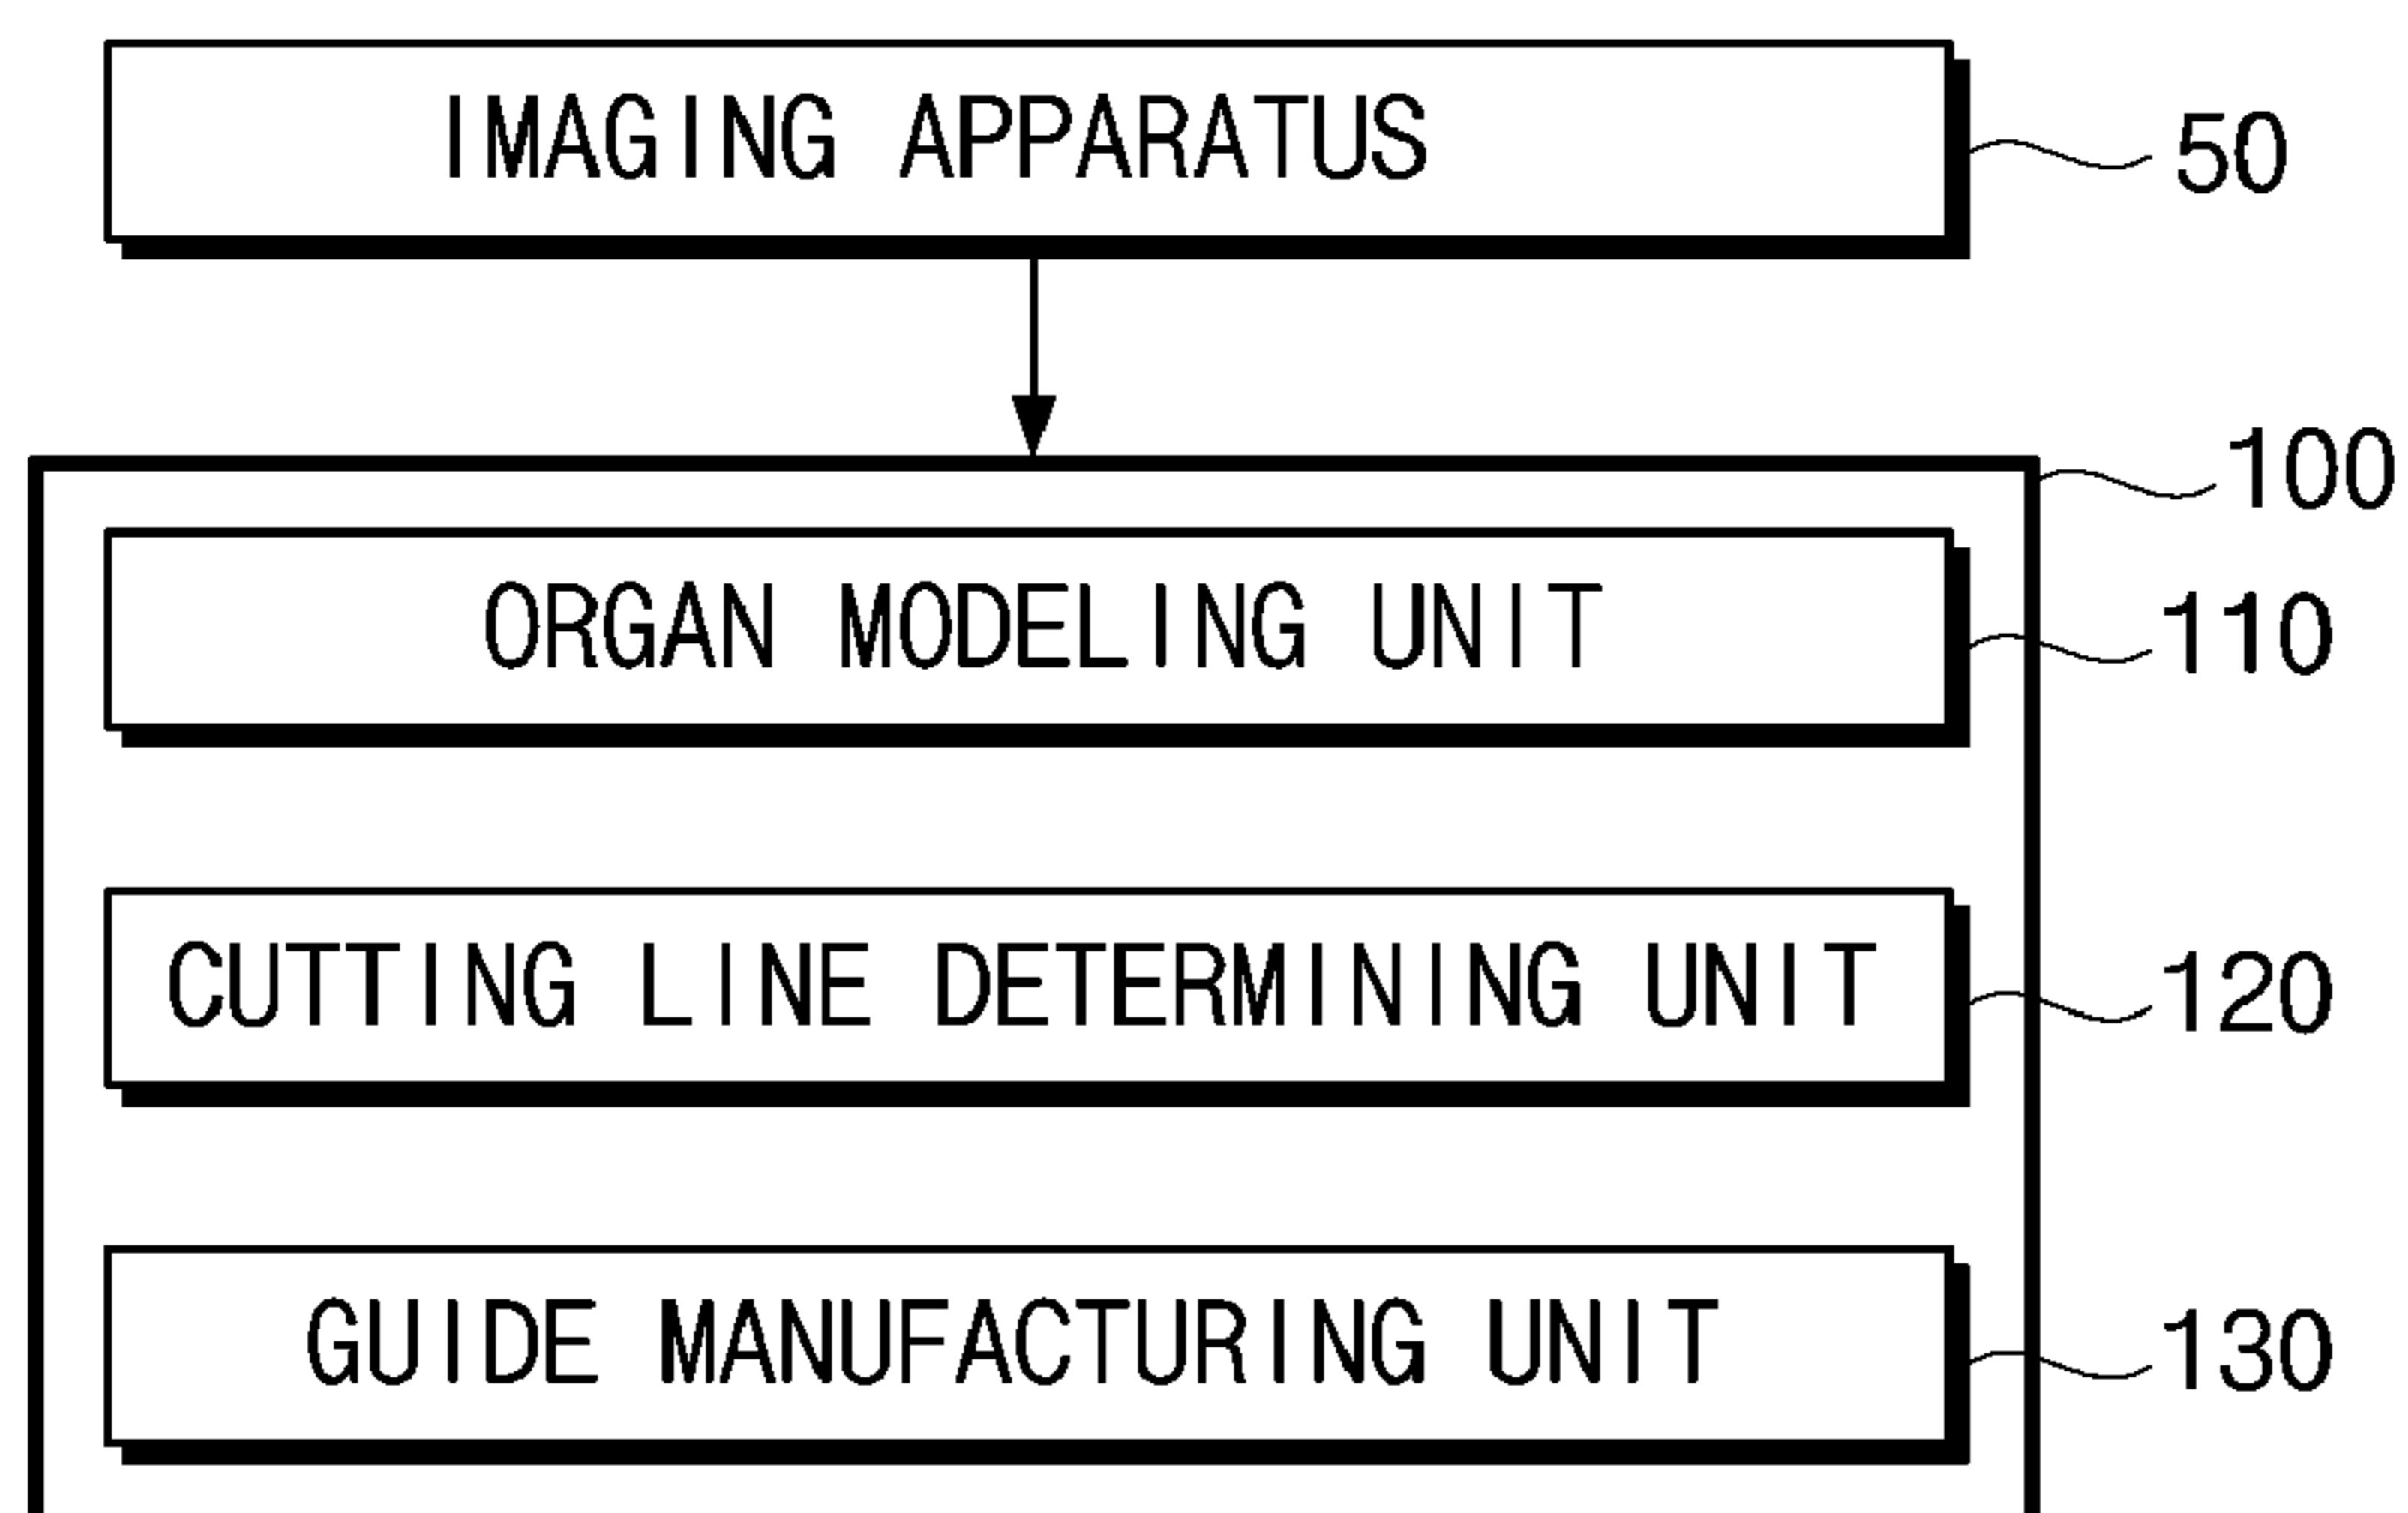 IMAGING APPARATUS
50
100
ORGAN MODELING UNIT
110
CUTTING LINE DETERMINING UNIT
120
GUIDE MANUFACTURING UNIT
130